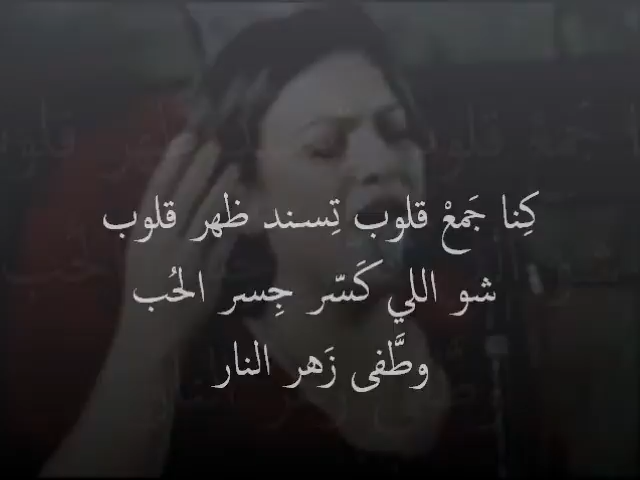 كِنا جَمعْ قلوب تِسند ظهر قلوب
شو اللي كَسّر جِسر الحُب
وطَّفى زَهر النار